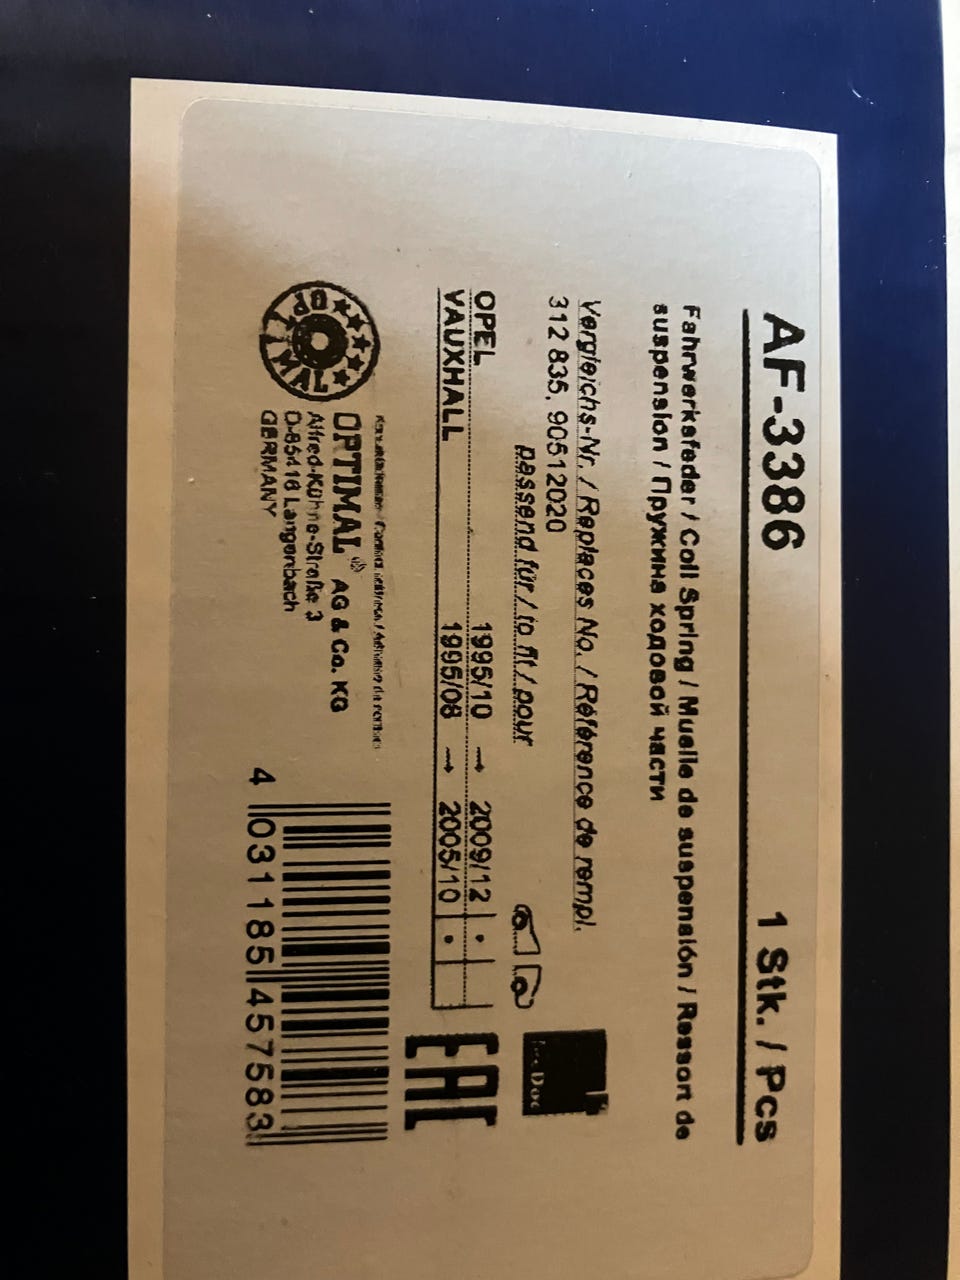 AF-3386 1 Stk. / Pcs
Fahrwerksfeder / Coil Spring / Muelle de suspensión / Ressort de
suspension / Пружина ходовой части
Vergleichs-Nr. / Replaces No. / Référence de rempl.
312 835, 90512020
passend für / to fit / pour
OPEL 1995/10 → 2009/12 •
VAUXHALL 1995/08 → 2005/10 •
TecDoc
EAC
OPTIMAL
OPTIMAL® AG & Co. KG
Alfred-Kühne-Straße 3
D-85416 Langenbach
GERMANY
4 031185 457583